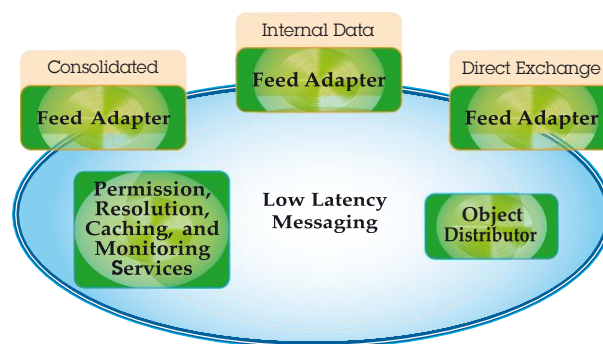 Internal Data
Feed Adapter
Consolidated
Feed Adapter
Direct Exchange
Feed Adapter
Permission,
Resolution,
Caching, and
Monitoring
Services
Low Latency
Messaging
Object
Distributor